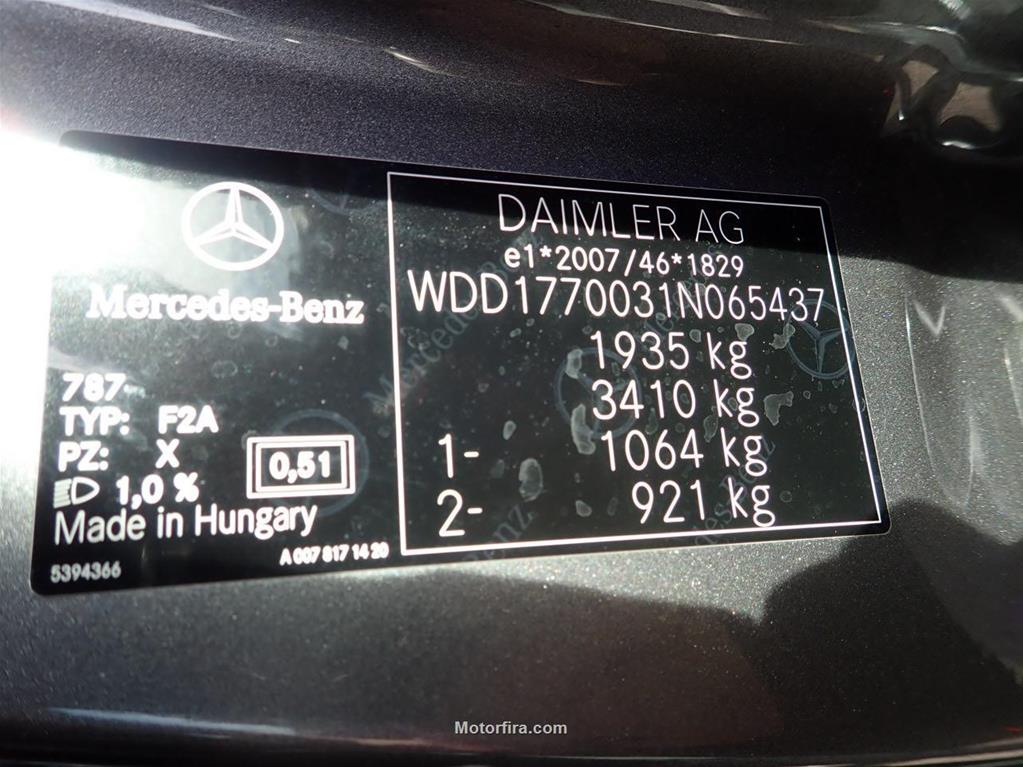 Mercedes-Benz
787
TYP: F2A
PZ: X
0,51
1,0 %
Made in Hungary
A 007 817 14 20
5394366
DAIMLER AG
e1*2007/46*1829
WDD1770031N065437
1935 kg
3410 kg
1- 1064 kg
2- 921 kg
Motorfira.com